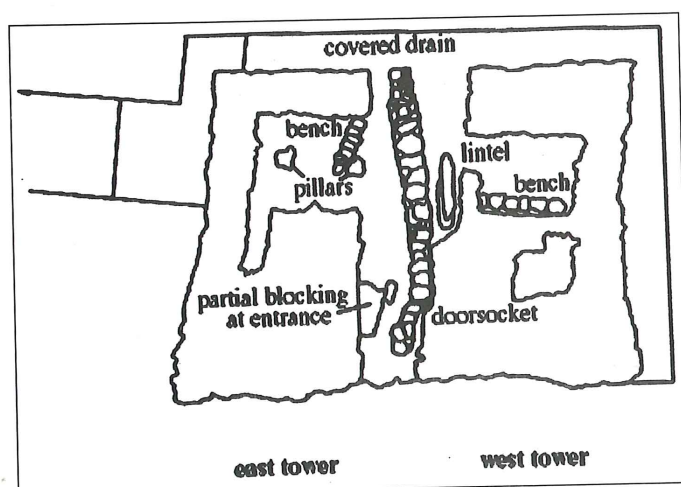 covered drain
bench
lintel
pillars
bench
partial blocking
at entrance
doorsocket
east tower
west tower